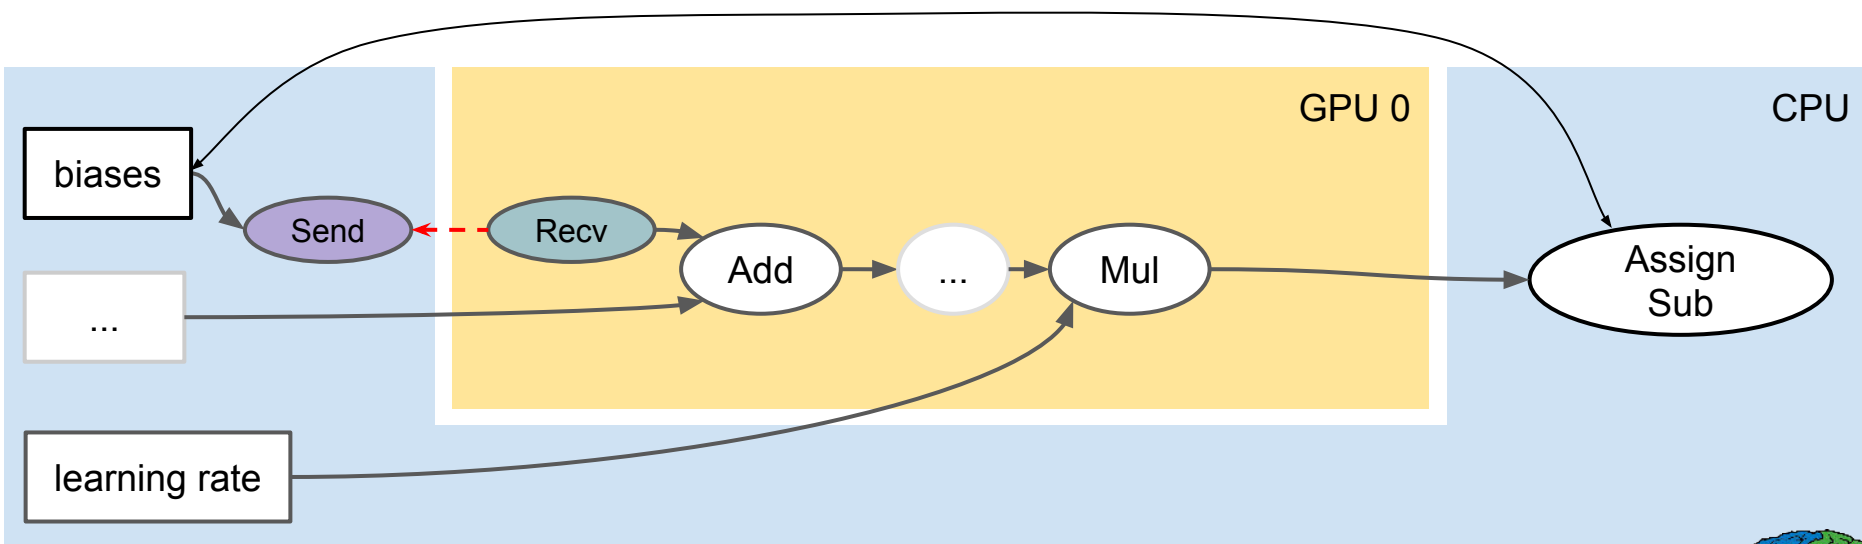 GPU 0
CPU
biases
Send
Recv
Add
...
Mul
Assign
Sub
...
learning rate